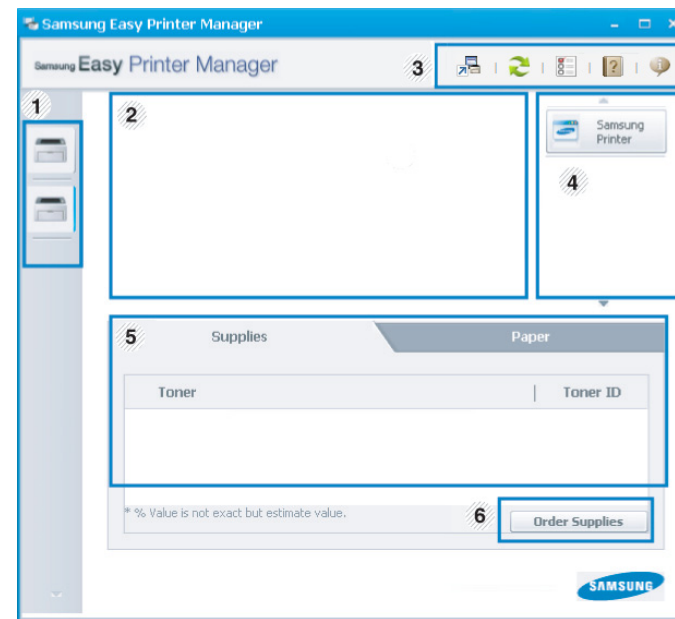 Samsung Easy Printer Manager
Samsung Easy Printer Manager
3
1
2
Samsung
Printer
4
5
Supplies
Paper
Toner
Toner ID
* % Value is not exact but estimate value.
6
Order Supplies
SAMSUNG